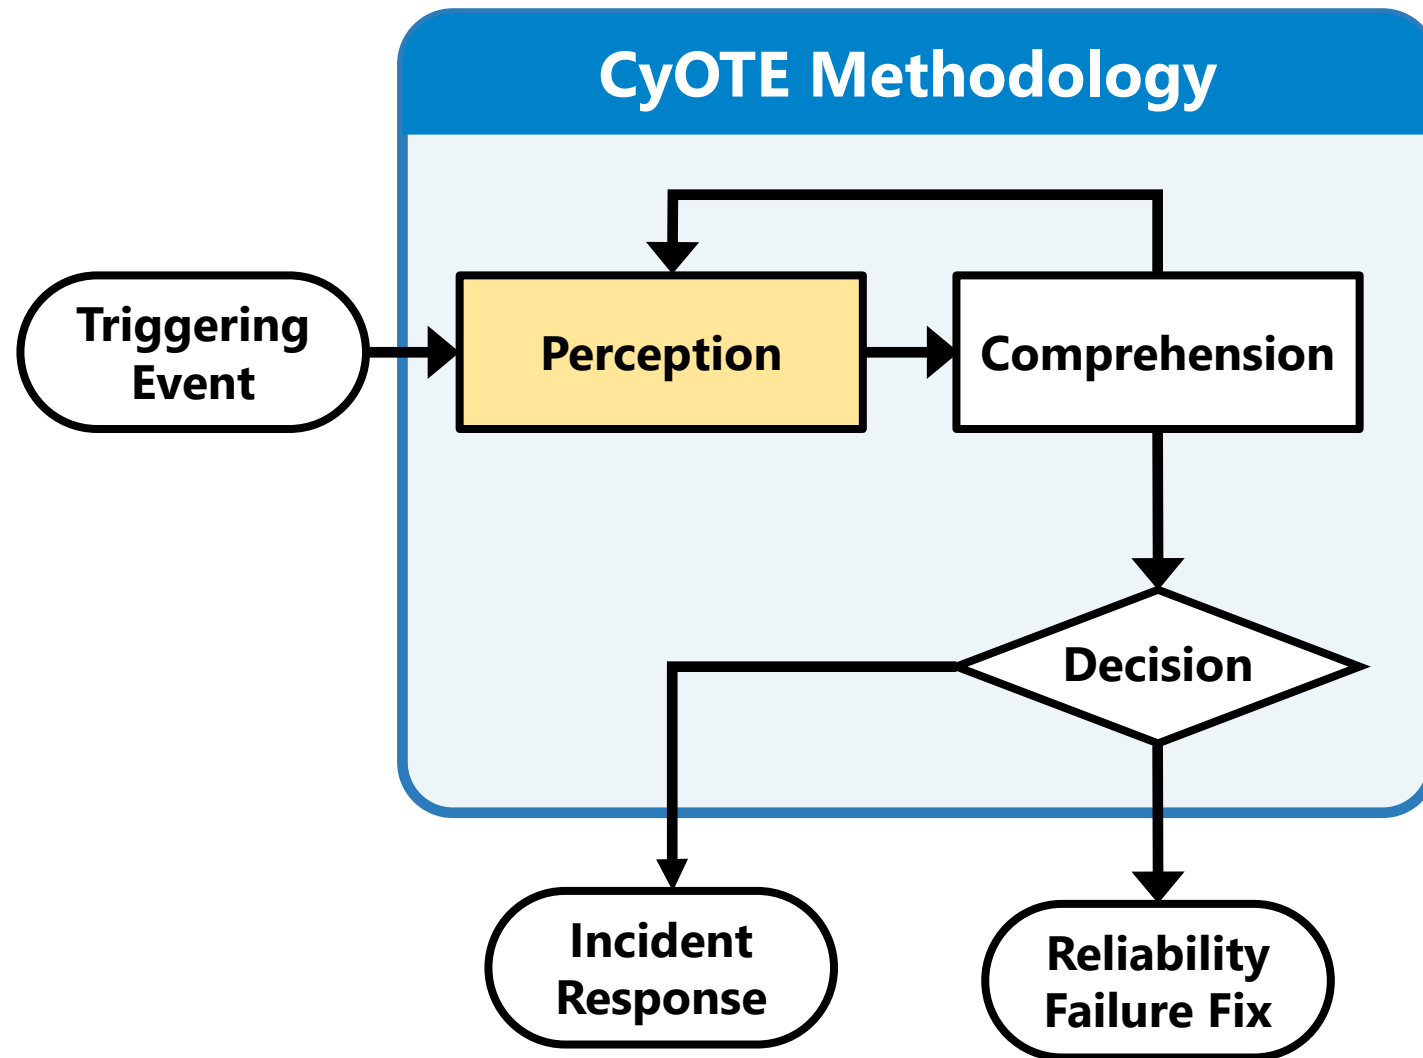 CyOTE Methodology
Triggering
Event
Perception
Comprehension
Decision
Incident
Response
Reliability
Failure Fix